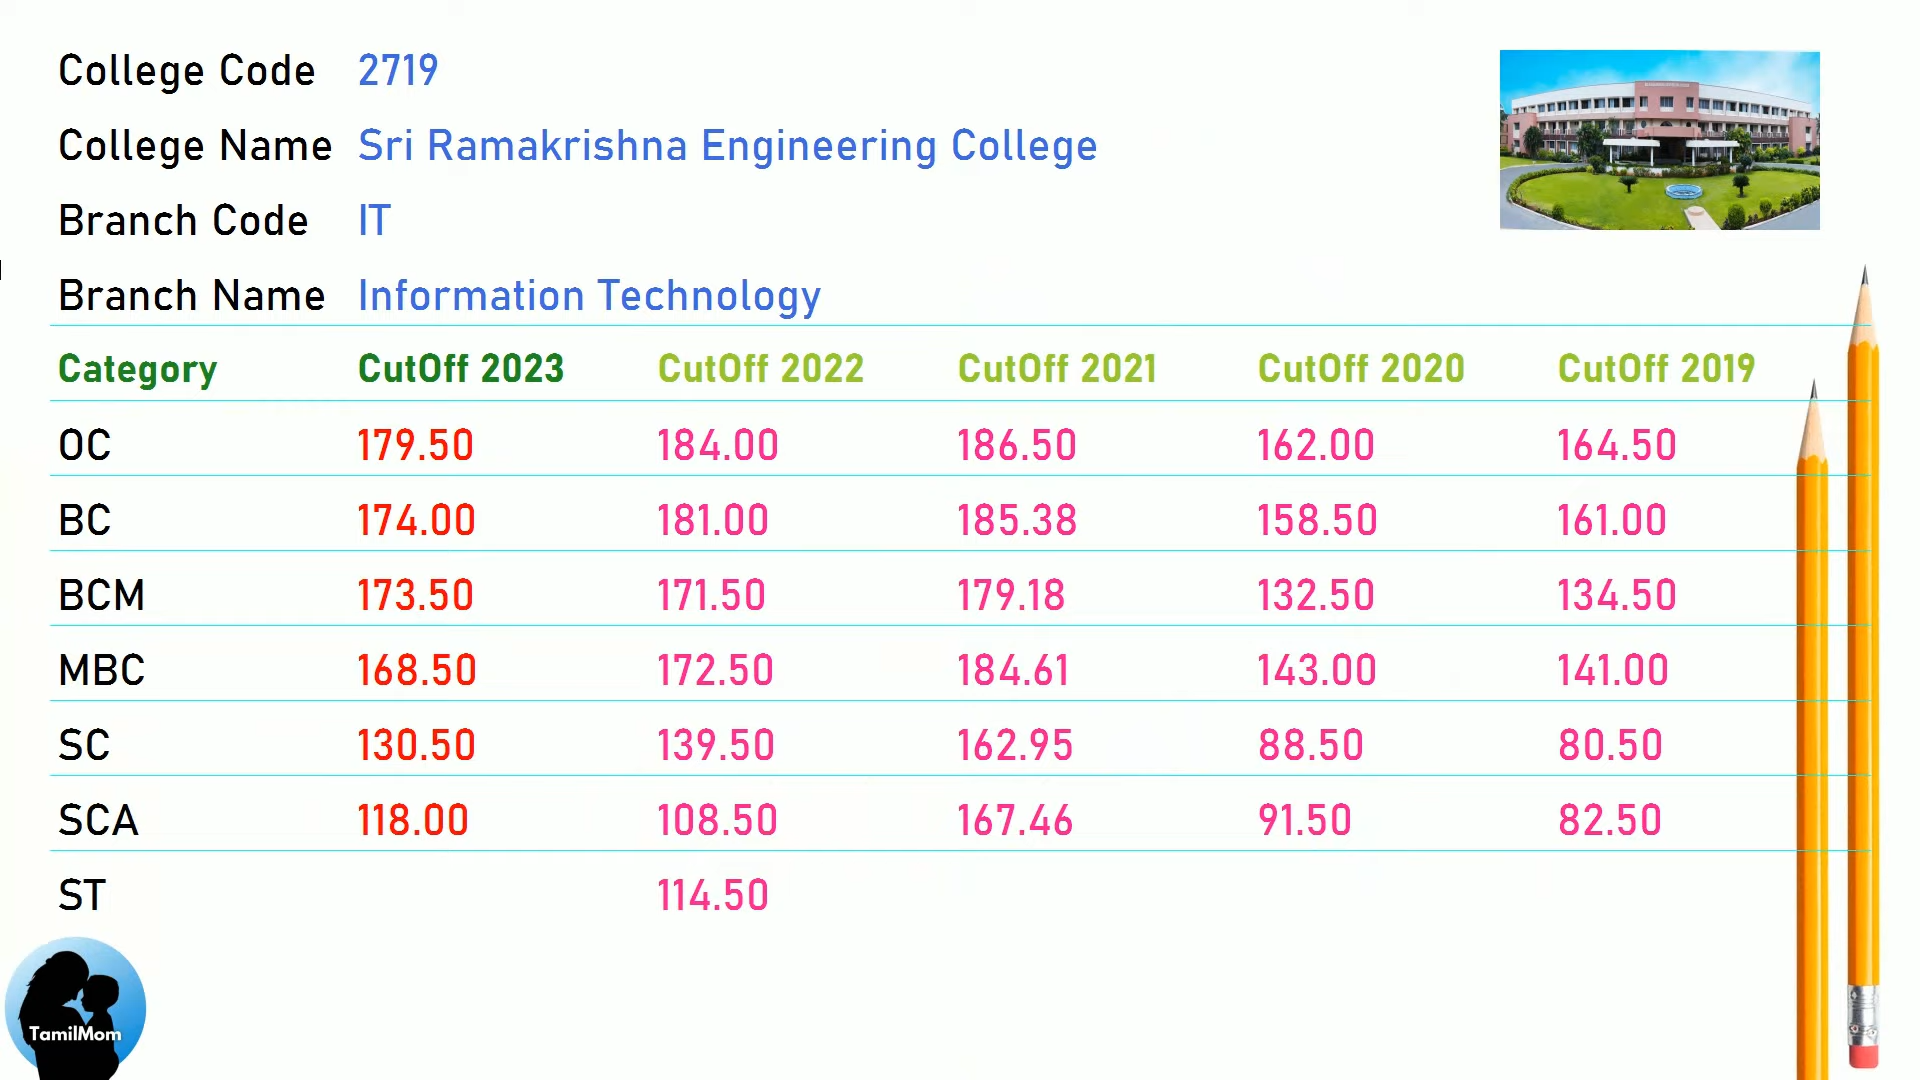 College Code 2719
College Name Sri Ramakrishna Engineering College
Branch Code IT
Branch Name Information Technology
Category CutOff 2023 CutOff 2022 CutOff 2021 CutOff 2020 CutOff 2019
OC 179.50 184.00 186.50 162.00 164.50
BC 174.00 181.00 185.38 158.50 161.00
BCM 173.50 171.50 179.18 132.50 134.50
MBC 168.50 172.50 184.61 143.00 141.00
SC 130.50 139.50 162.95 88.50 80.50
SCA 118.00 108.50 167.46 91.50 82.50
ST 114.50
TamilMom